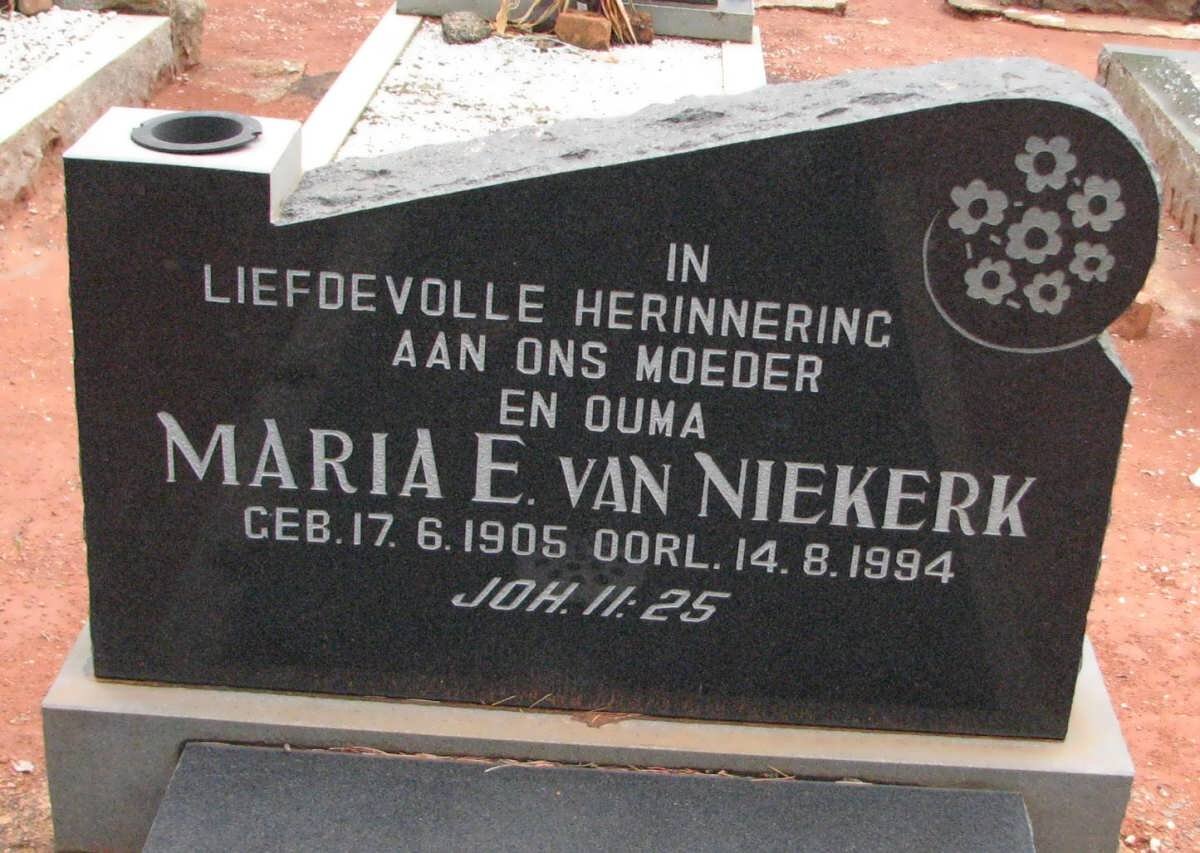 IN
LIEFDEVOLLE HERINNERING
AAN ONS MOEDER
EN OUMA
MARIA E. VAN NIEKERK
GEB. 17. 6. 1905 OORL. 14. 8. 1994
JOH. 11: 25